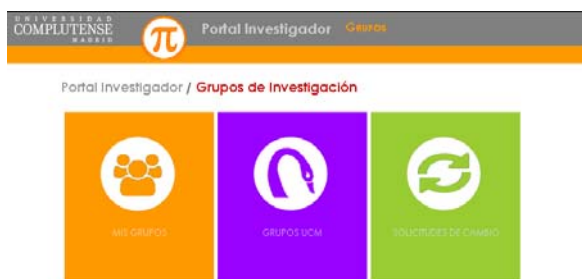 UNIVERSIDAD
COMPLUTENSE
MADRID
π
Portal Investigador Grupos
Portal Investigador / Grupos de Investigación
MIS GRUPOS
GRUPOS UCM
SOLICITUDES DE CAMBIO